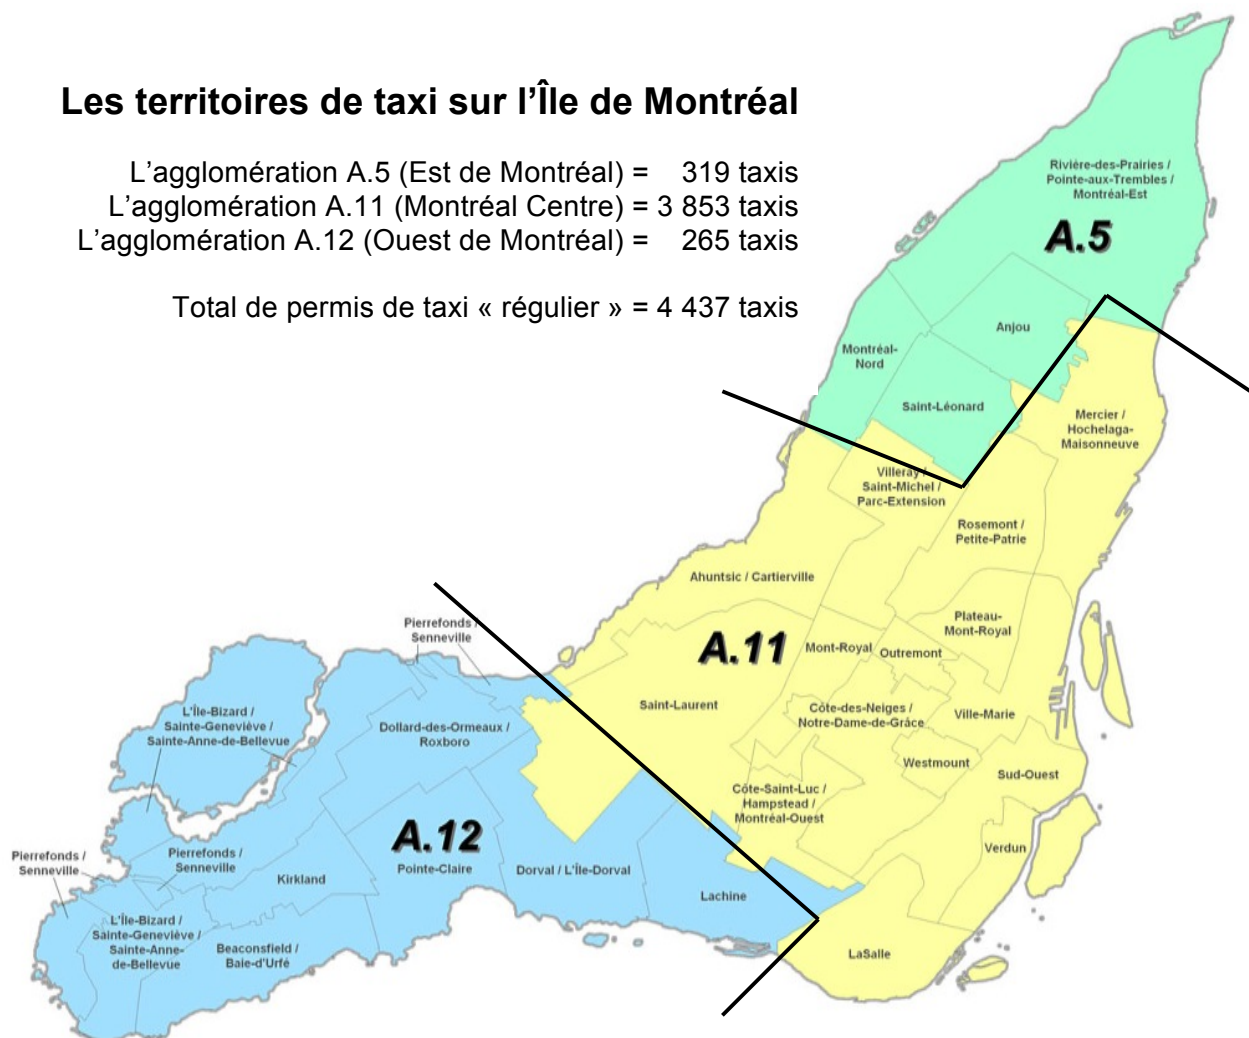 Les territoires de taxi sur l’Île de Montréal
L’agglomération A.5 (Est de Montréal) = 319 taxis
L’agglomération A.11 (Montréal Centre) = 3 853 taxis
L’agglomération A.12 (Ouest de Montréal) = 265 taxis
Total de permis de taxi « régulier » = 4 437 taxis
Rivière-des-Prairies /
Pointe-aux-Trembles /
Montréal-Est
A.5
Anjou
Montréal-
Nord
Saint-Léonard
Mercier /
Hochelaga-
Maisonneuve
Villeray /
Saint-Michel /
Parc-Extension
Rosemont /
Petite-Patrie
Ahuntsic / Cartierville
Plateau-
Mont-Royal
A.11
Mont-Royal
Outremont
Saint-Laurent
Côte-des-Neiges /
Notre-Dame-de-Grâce
Ville-Marie
Westmount
Sud-Ouest
Côte-Saint-Luc /
Hampstead /
Montréal-Ouest
Verdun
LaSalle
Pierrefonds /
Senneville
L'Île-Bizard /
Sainte-Geneviève /
Sainte-Anne-de-Bellevue
Dollard-des-Ormeaux /
Roxboro
A.12
Pointe-Claire
Dorval / L'Île-Dorval
Lachine
Pierrefonds /
Senneville
Pierrefonds /
Senneville
Kirkland
L'Île-Bizard /
Sainte-Geneviève /
Sainte-Anne-
de-Bellevue
Beaconsfield /
Baie-d'Urfé